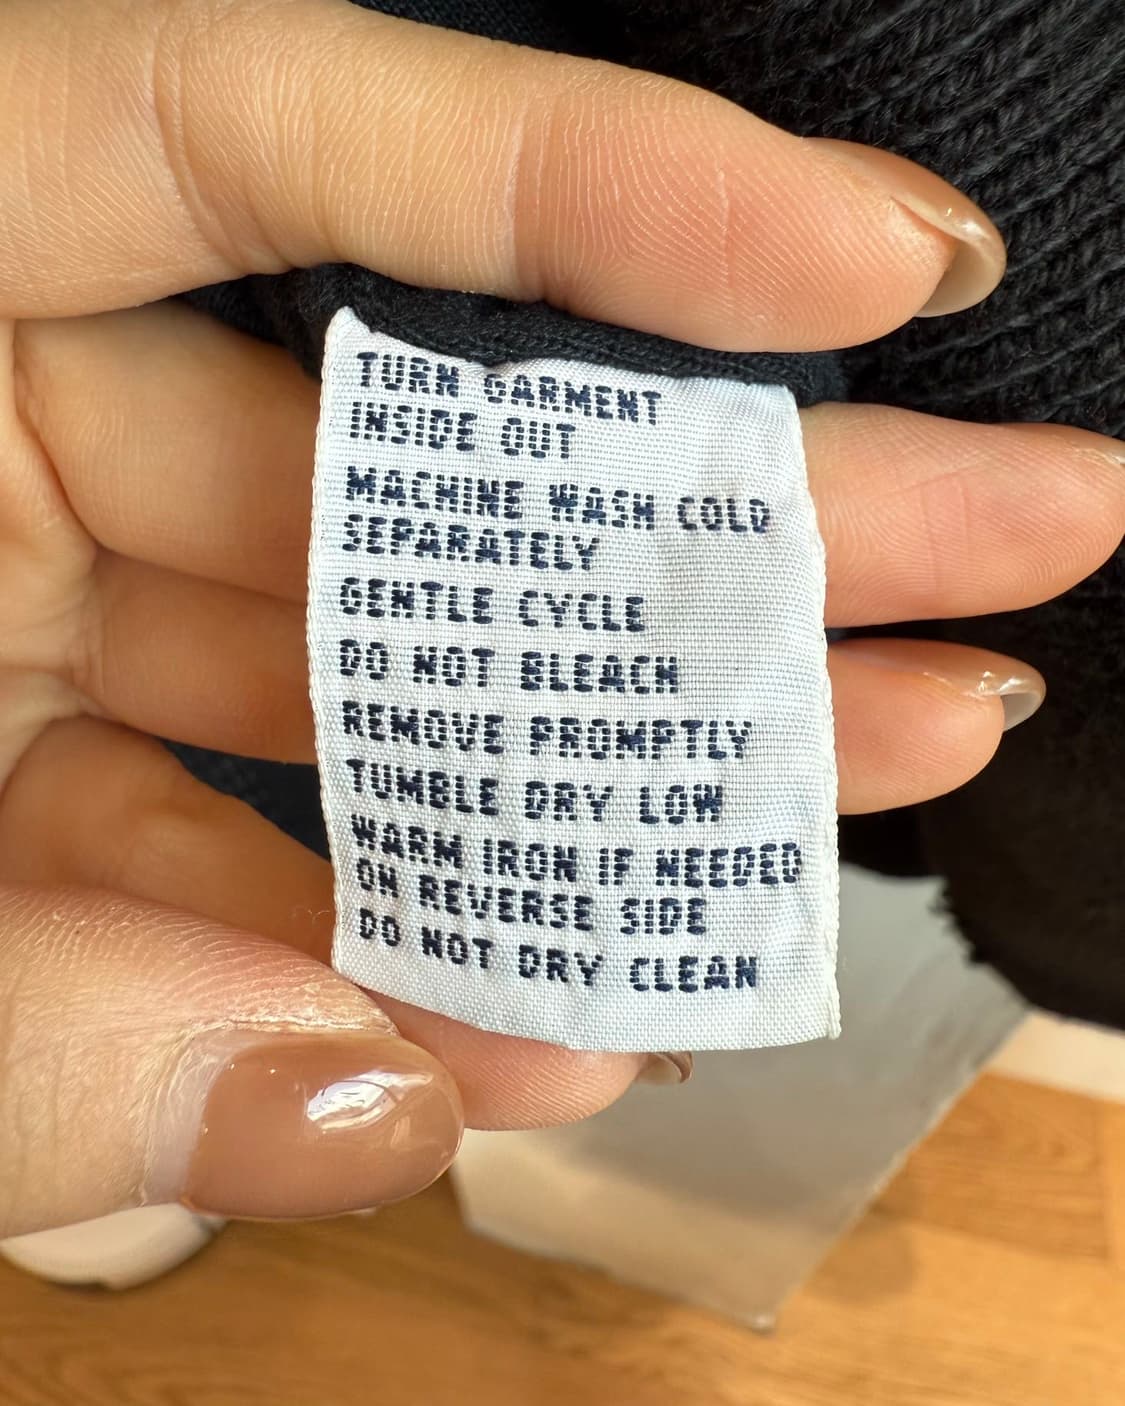 TURN GARMENT
INSIDE OUT
MACHINE WASH COLD
SEPARATELY
GENTLE CYCLE
DO NOT BLEACH
REMOVE PROMPTLY
TUMBLE DRY LOW
WARM IRON IF NEEDED
ON REVERSE SIDE
DO NOT DRY CLEAN